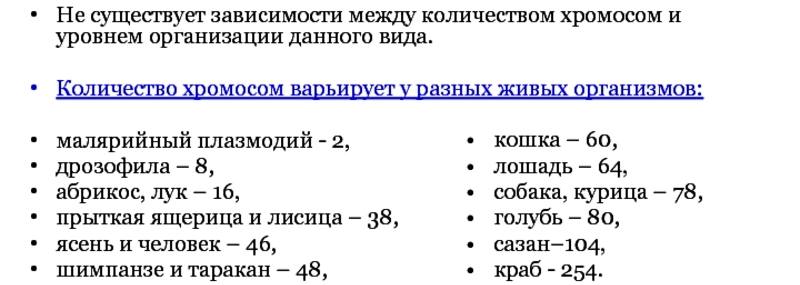 • Не существует зависимости между количеством хромосом и
уровнем организации данного вида.
• Количество хромосом варьирует у разных живых организмов:
• малярийный плазмодий - 2,
• дрозофила – 8,
• абрикос, лук – 16,
• прыткая ящерица и лисица – 38,
• ясень и человек – 46,
• шимпанзе и таракан – 48,
• кошка – 60,
• лошадь – 64,
• собака, курица – 78,
• голубь – 80,
• сазан–104,
• краб - 254.